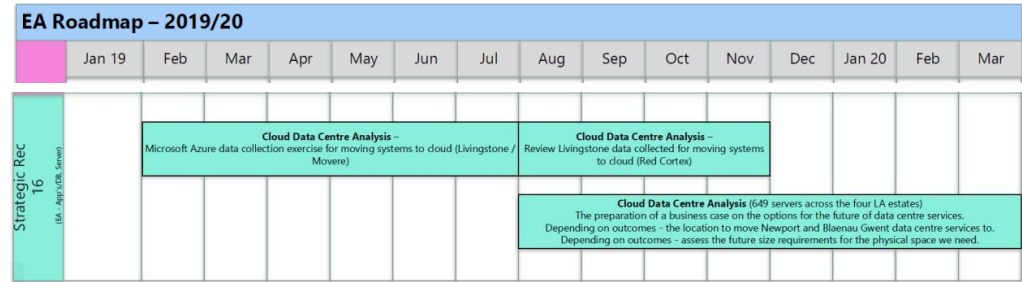 EA Roadmap – 2019/20
Jan 19 Feb Mar Apr May Jun Jul Aug Sep Oct Nov Dec Jan 20 Feb Mar
Strategic Rec
16
(EA - App's/DB, Server)
Cloud Data Centre Analysis –
Microsoft Azure data collection exercise for moving systems to cloud (Livingstone /
Movere)
Cloud Data Centre Analysis –
Review Livingstone data collected for moving systems
to cloud (Red Cortex)
Cloud Data Centre Analysis (649 servers across the four LA estates)
The preparation of a business case on the options for the future of data centre services.
Depending on outcomes - the location to move Newport and Blaenau Gwent data centre services to.
Depending on outcomes - assess the future size requirements for the physical space we need.